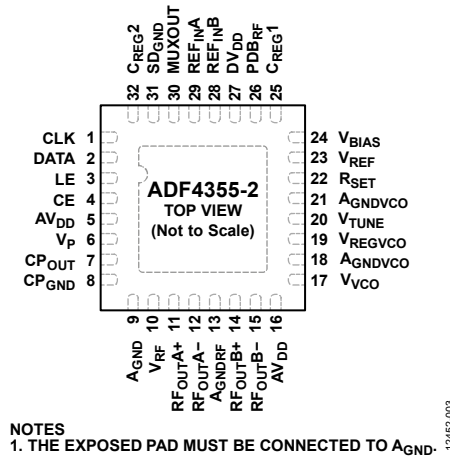 CREG2
SDGND
MUXOUT
REFINA
REFINB
DVDD
PDBRF
CREG1
32 31 30 29 28 27 26 25
CLK 1
DATA 2
LE 3
CE 4
AVDD 5
VP 6
CPOUT 7
CPGND 8
ADF4355-2
TOP VIEW
(Not to Scale)
24 VBIAS
23 VREF
22 RSET
21 AGNDVCO
20 VTUNE
19 VREGVCO
18 AGNDVCO
17 VVCO
9 10 11 12 13 14 15 16
AGND
VRF
RFOUTA+
RFOUTA−
AGNDRF
RFOUTB+
RFOUTB−
AVDD
NOTES
1. THE EXPOSED PAD MUST BE CONNECTED TO AGND.
12452-003